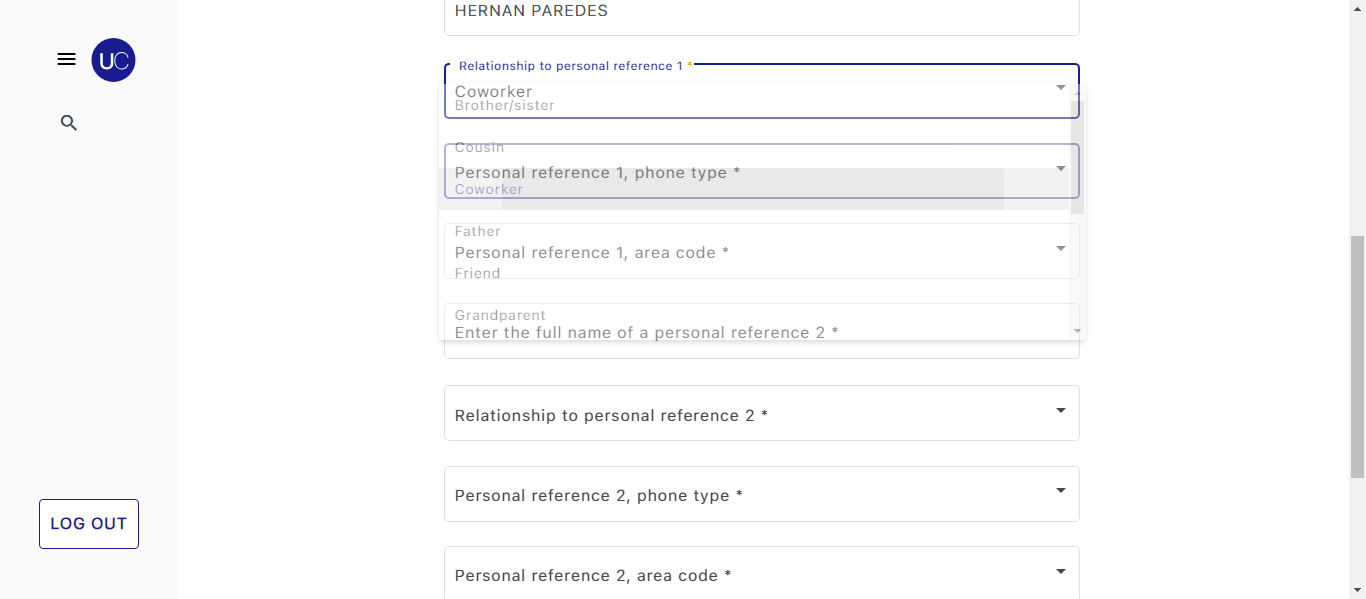 HERNAN PAREDES
UC
Relationship to personal reference 1 *
Coworker
Brother/sister
Cousin
Personal reference 1, phone type *
Coworker
Father
Personal reference 1, area code *
Friend
Grandparent
Enter the full name of a personal reference 2 *
Relationship to personal reference 2 *
Personal reference 2, phone type *
LOG OUT
Personal reference 2, area code *